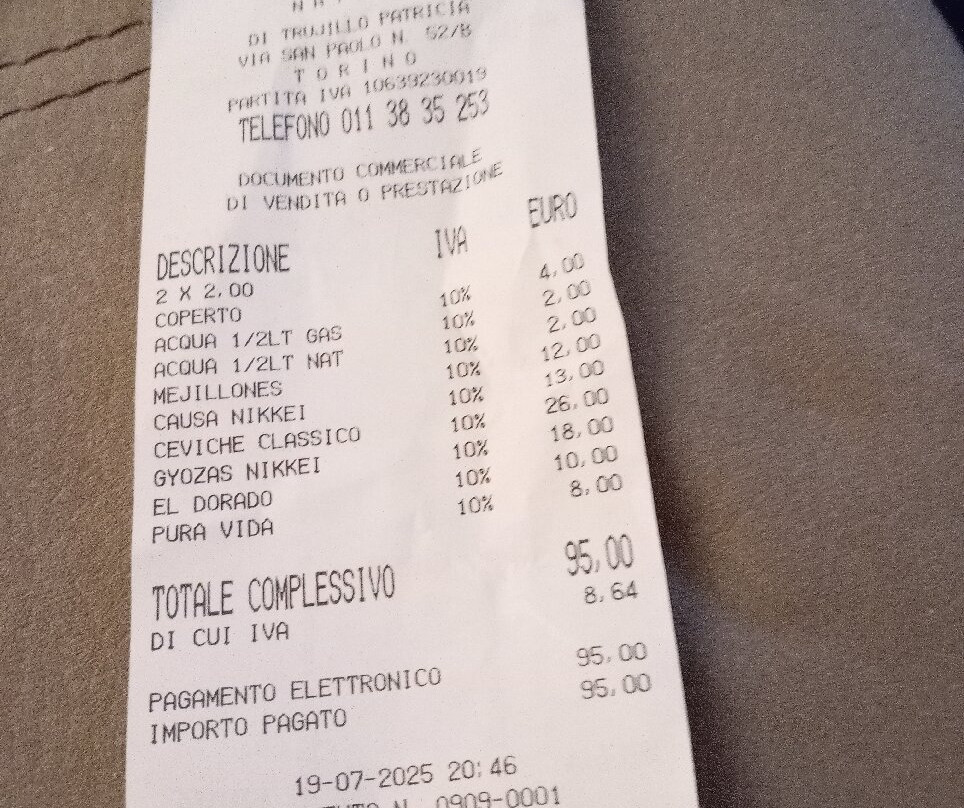 DI TRUJILLO PATRICIA
VIA SAN PAOLO N. 52/B
T O R I N O
PARTITA IVA 10639230019
TELEFONO 011 38 35 253
DOCUMENTO COMMERCIALE
DI VENDITA O PRESTAZIONE
DESCRIZIONE IVA EURO
2 X 2,00
COPERTO 10% 4,00
ACQUA 1/2LT GAS 10% 2,00
ACQUA 1/2LT NAT 10% 2,00
MEJILLONES 10% 12,00
CAUSA NIKKEI 10% 13,00
CEVICHE CLASSICO 10% 26,00
GYOZAS NIKKEI 10% 18,00
EL DORADO 10% 10,00
PURA VIDA 10% 8,00
TOTALE COMPLESSIVO 95,00
DI CUI IVA 8,64
PAGAMENTO ELETTRONICO 95,00
IMPORTO PAGATO 95,00
19-07-2025 20:46
N. 0909-0001